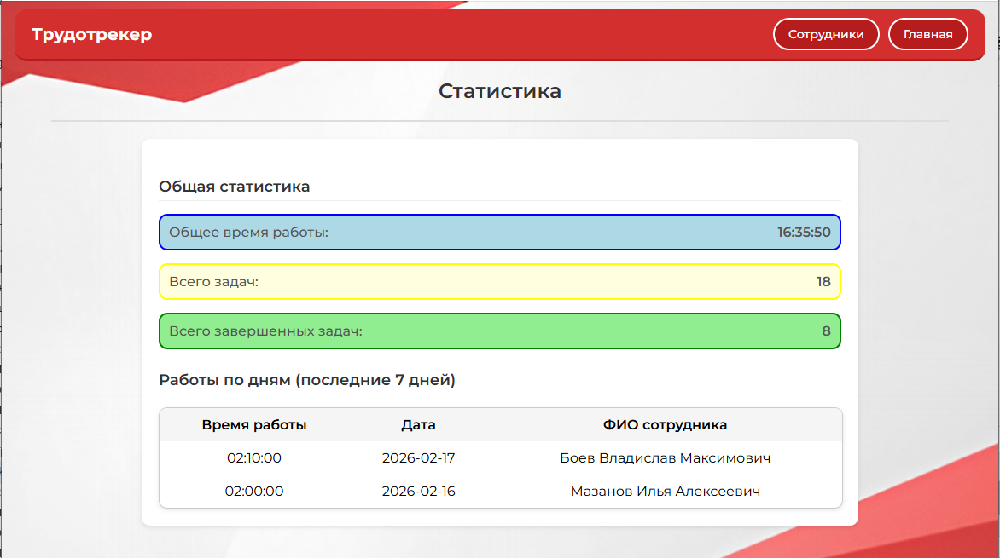 Трудотрекер Сотрудники Главная
Статистика
Общая статистика
Общее время работы: 16:35:50
Всего задач: 18
Всего завершенных задач: 8
Работы по дням (последние 7 дней)
Время работы Дата ФИО сотрудника
02:10:00 2026-02-17 Боев Владислав Максимович
02:00:00 2026-02-16 Мазанов Илья Алексеевич